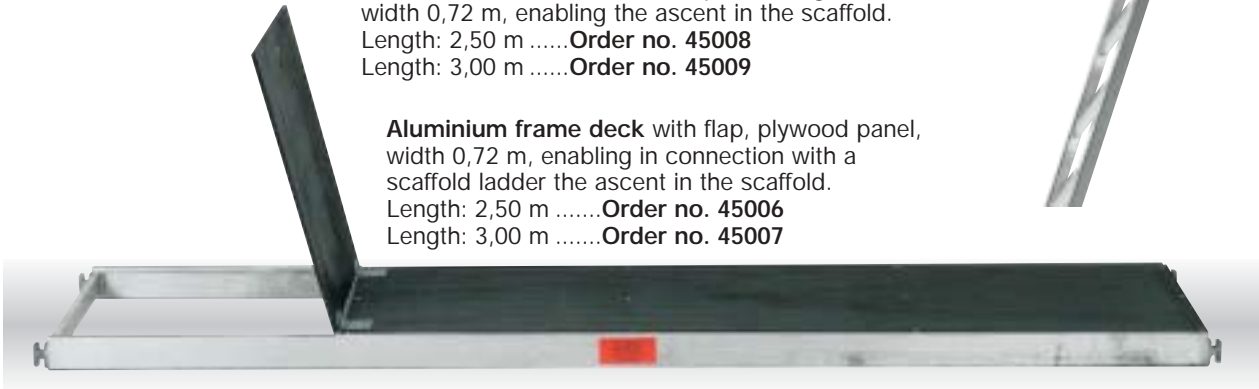 width 0,72 m, enabling the ascent in the scaffold.
Length: 2,50 m ......Order no. 45008
Length: 3,00 m ......Order no. 45009
Aluminium frame deck with flap, plywood panel,
width 0,72 m, enabling in connection with a
scaffold ladder the ascent in the scaffold.
Length: 2,50 m .......Order no. 45006
Length: 3,00 m .......Order no. 45007